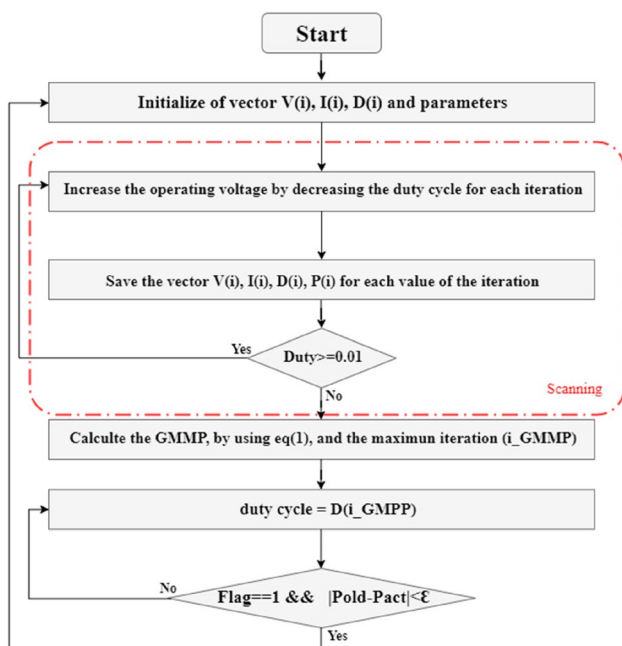 Start
Initialize of vector V(i), I(i), D(i) and parameters
Increase the operating voltage by decreasing the duty cycle for each iteration
Save the vector V(i), I(i), D(i), P(i) for each value of the iteration
Yes
Duty>=0.01
No
Scanning
Calculte the GMMP, by using eq(1), and the maximun iteration (i_GMMP)
duty cycle = D(i_GMPP)
No
Flag==1 && |Pold-Pact|<Ɛ
Yes